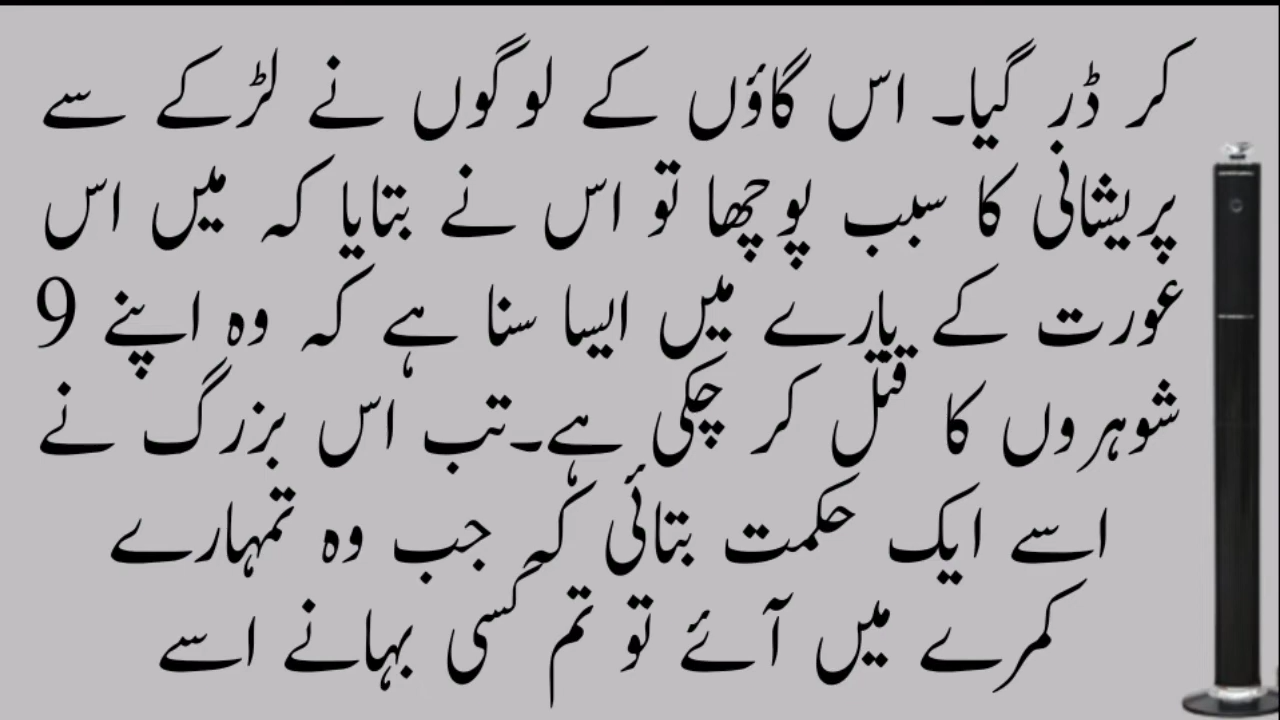 کر ڈر گیا۔ اس گاؤں کے لوگوں نے لڑکے سے
پریشانی کا سبب پوچھا تو اس نے بتایا کہ میں اس
عورت کے بارے میں ایسا سنا ہے کہ وہ اپنے 9
شوہروں کا قتل کر چکی ہے۔تب اس بزرگ نے
اسے ایک حکمت بتائی کہ جب وہ تمہارے
کمرے میں آئے تو تم کسی بہانے اسے